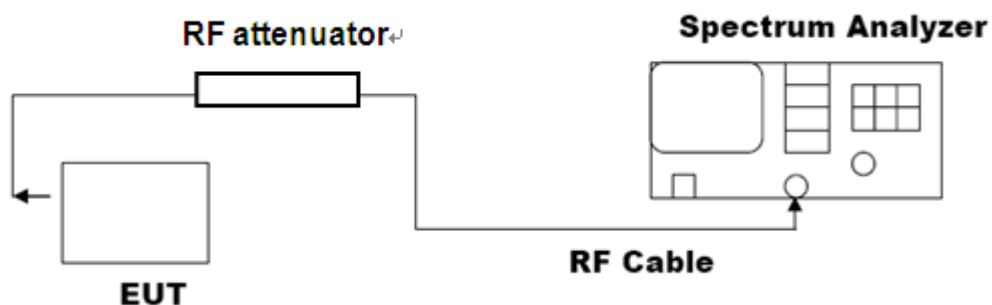 RF attenuator↵
Spectrum Analyzer
RF Cable
EUT